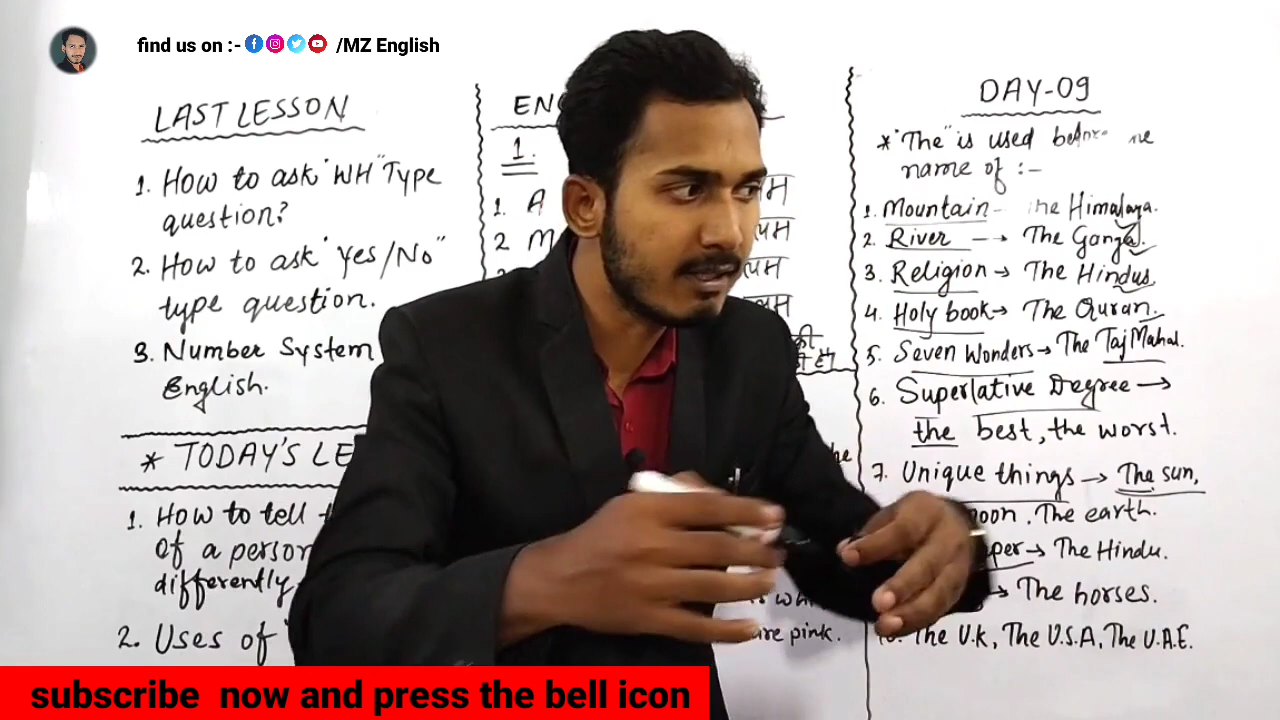 find us on :- /MZ English
LAST LESSON
1. How to ask "WH" Type
question?
2. How to ask "Yes/No"
type question.
3. Number System
English.
* TODAY'S
1. How to tell
of a person
differently
2. Uses of
1.
1. A
2
DAY-09
* "The" is used
name of :-
1. Mountain- Himalaya.
2. River → The Ganga.
3. Religion → The Hindus
4. Holy book → The Quran.
5. Seven Wonders → The Taj Mahal.
6. Superlative Degree →
the best, the worst.
7. Unique things → The sun,
The earth.
→ The Hindu.
→ The horses.
The U.K, The U.S.A, The U.A.E.
pink.
subscribe now and press the bell icon